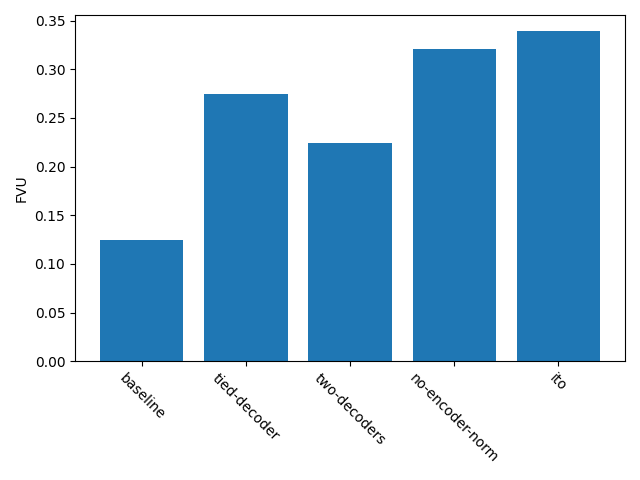 0.35
0.30
0.25
0.20
0.15
0.10
0.05
0.00
FVU
baseline
tied-decoder
two-decoders
no-encoder-norm
ito